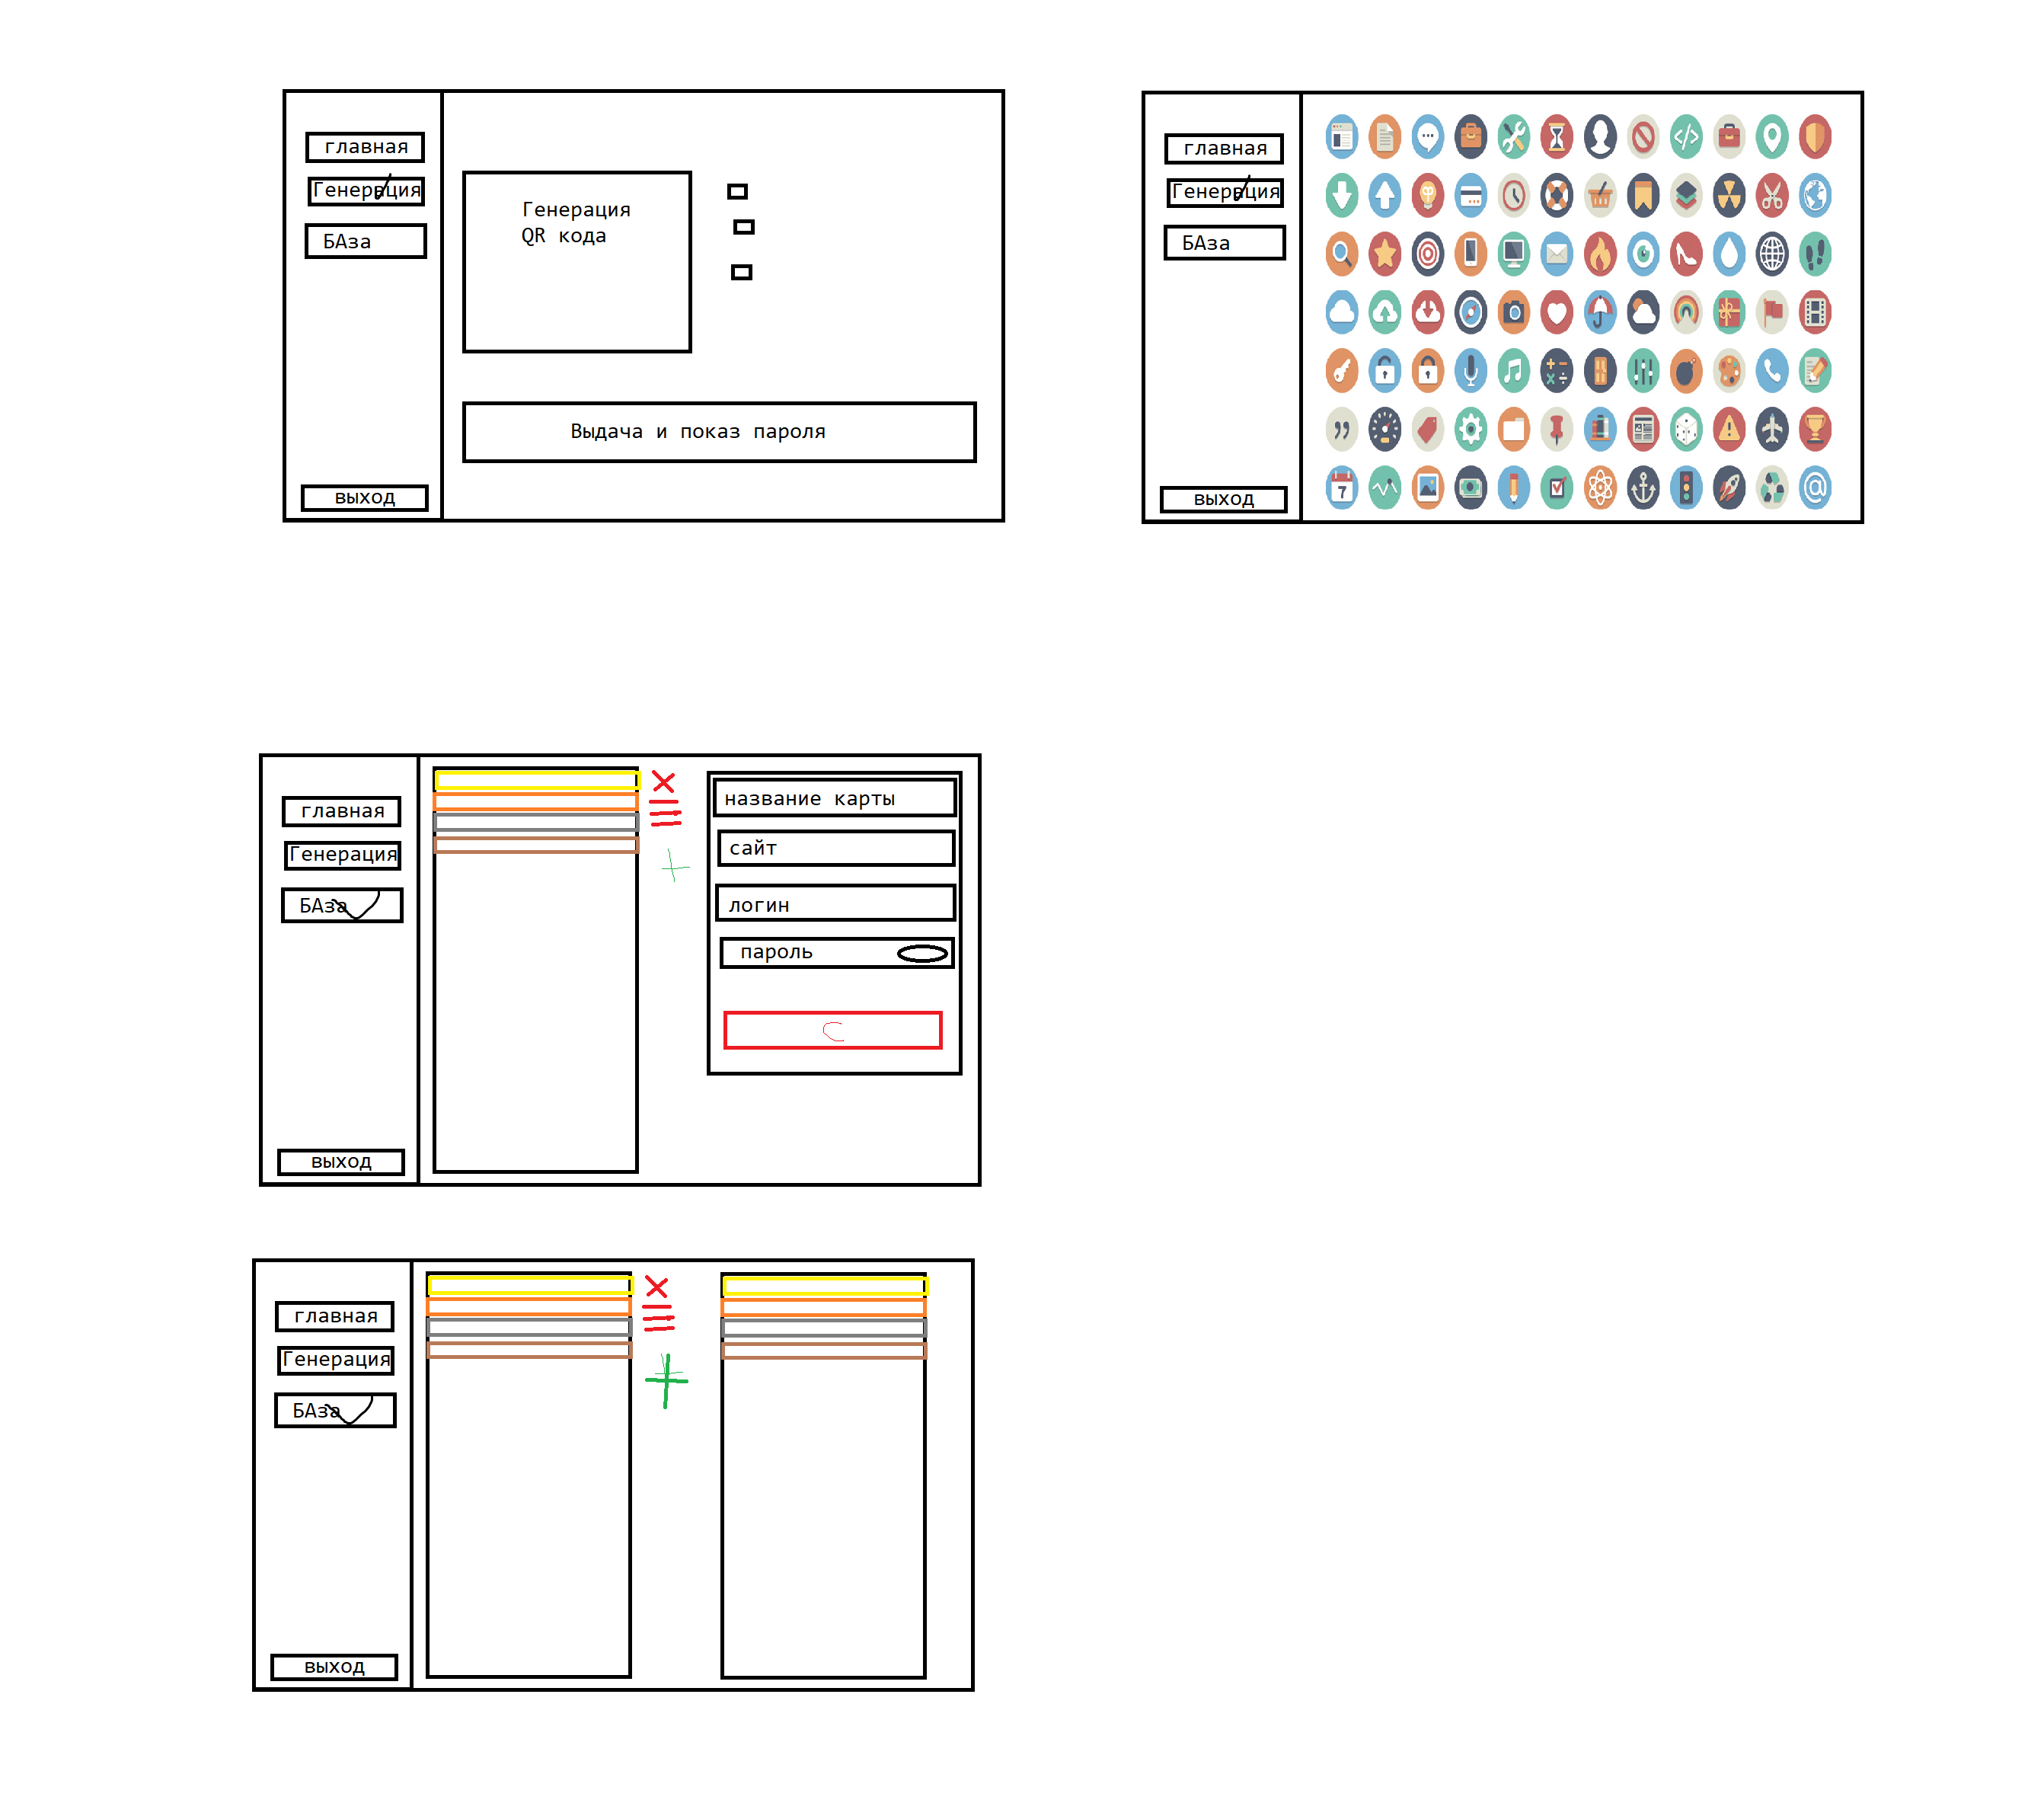 главная
Генерация
БАза
выход
Генерация
QR кода
Выдача и показ пароля
главная
Генерация
БАза
выход
7
@
главная
Генерация
БАза
выход
название карты
сайт
логин
пароль
главная
Генерация
БАза
выход